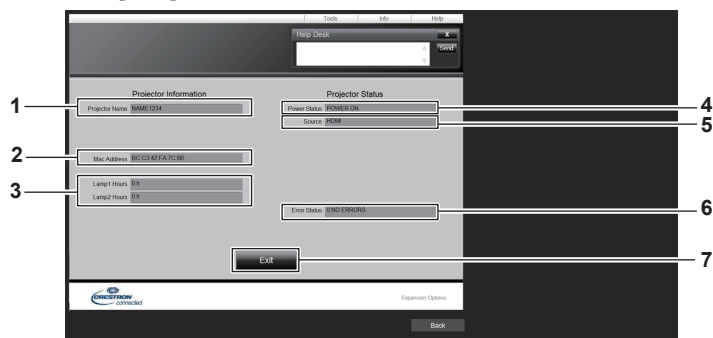 Tools Info Help
Help Desk X
Send
Projector Information Projector Status
1 Projector Name NAME1234 Power Status POWER ON 4
Source HDMI 5
2 Mac Address BC C3 42 FA 7C B6
3 Lamp1 Hours 0 h
Lamp2 Hours 0 h
Error Status 0:NO ERRORS 6
Exit 7
CRESTRON
connected
Expansion Options
Back